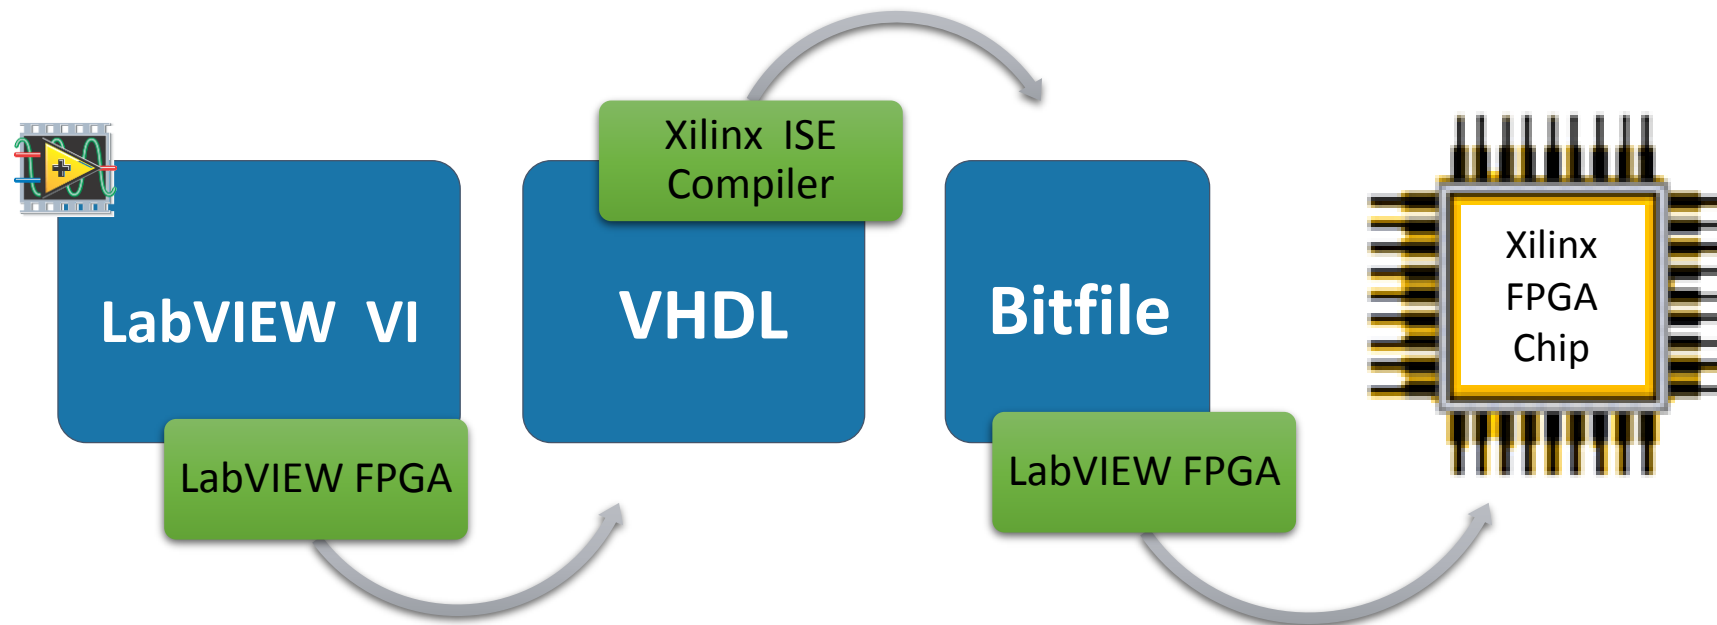 LabVIEW VI
LabVIEW FPGA
VHDL
Xilinx ISE
Compiler
Bitfile
LabVIEW FPGA
Xilinx
FPGA
Chip